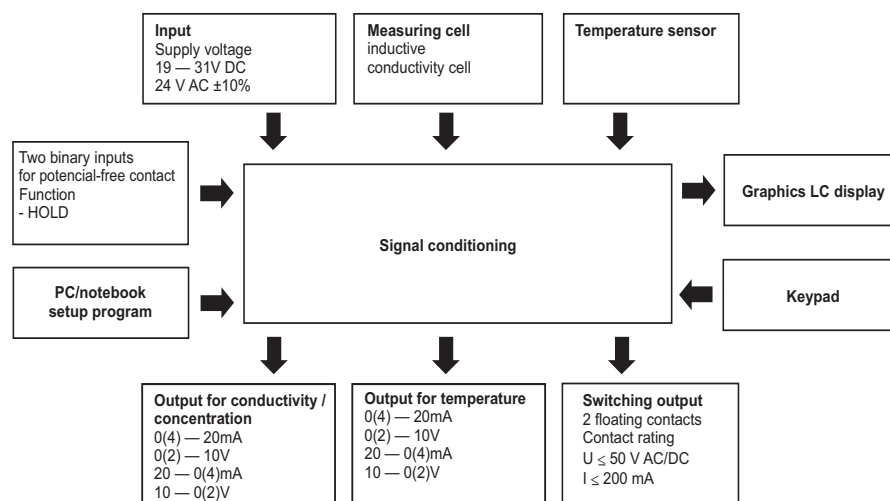 Input
Supply voltage
19 — 31V DC
24 V AC ±10%
Measuring cell
inductive
conductivity cell
Temperature sensor
Two binary inputs
for potencial-free contact
Function
- HOLD
Signal conditioning
Graphics LC display
PC/notebook
setup program
Keypad
Output for conductivity /
concentration
0(4) — 20mA
0(2) — 10V
20 — 0(4)mA
10 — 0(2)V
Output for temperature
0(4) — 20mA
0(2) — 10V
20 — 0(4)mA
10 — 0(2)V
Switching output
2 floating contacts
Contact rating
U ≤ 50 V AC/DC
I ≤ 200 mA